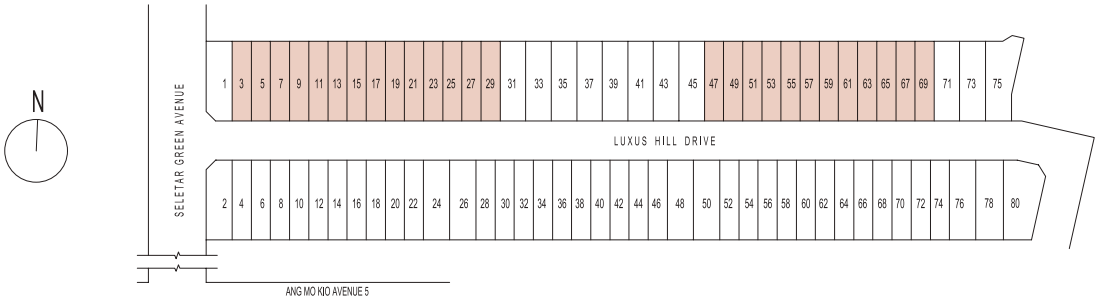 N
SELETAR GREEN AVENUE
1 3 5 7 9 11 13 15 17 19 21 23 25 27 29 31 33 35 37 39 41 43 45 47 49 51 53 55 57 59 61 63 65 67 69 71 73 75
LUXUS HILL DRIVE
2 4 6 8 10 12 14 16 18 20 22 24 26 28 30 32 34 36 38 40 42 44 46 48 50 52 54 56 58 60 62 64 66 68 70 72 74 76 78 80
ANG MO KIO AVENUE 5